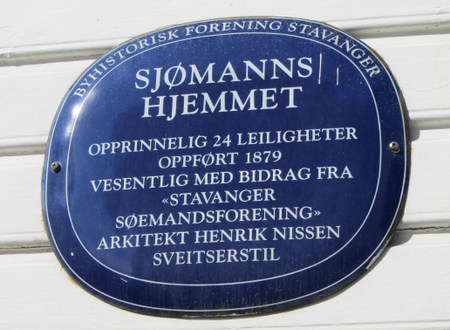 BYHISTORISK FORENING STAVANGER
SJØMANNS
HJEMMET
OPPRINNELIG 24 LEILIGHETER
OPPFØRT 1879
VESENTLIG MED BIDRAG FRA
«STAVANGER
SØEMANDSFORENING»
ARKITEKT HENRIK NISSEN
SVEITSERSTIL